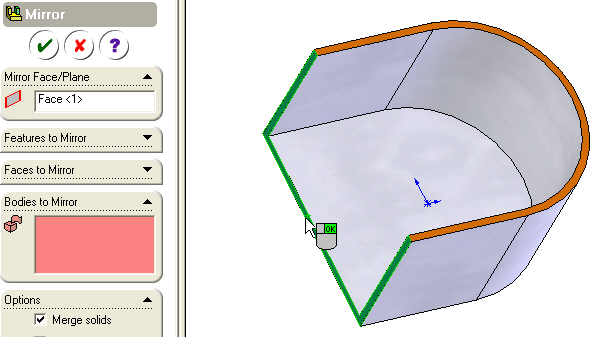 Mirror
?
Mirror Face/Plane
Face <1>
Features to Mirror
Faces to Mirror
Bodies to Mirror
OK
Options
Merge solids